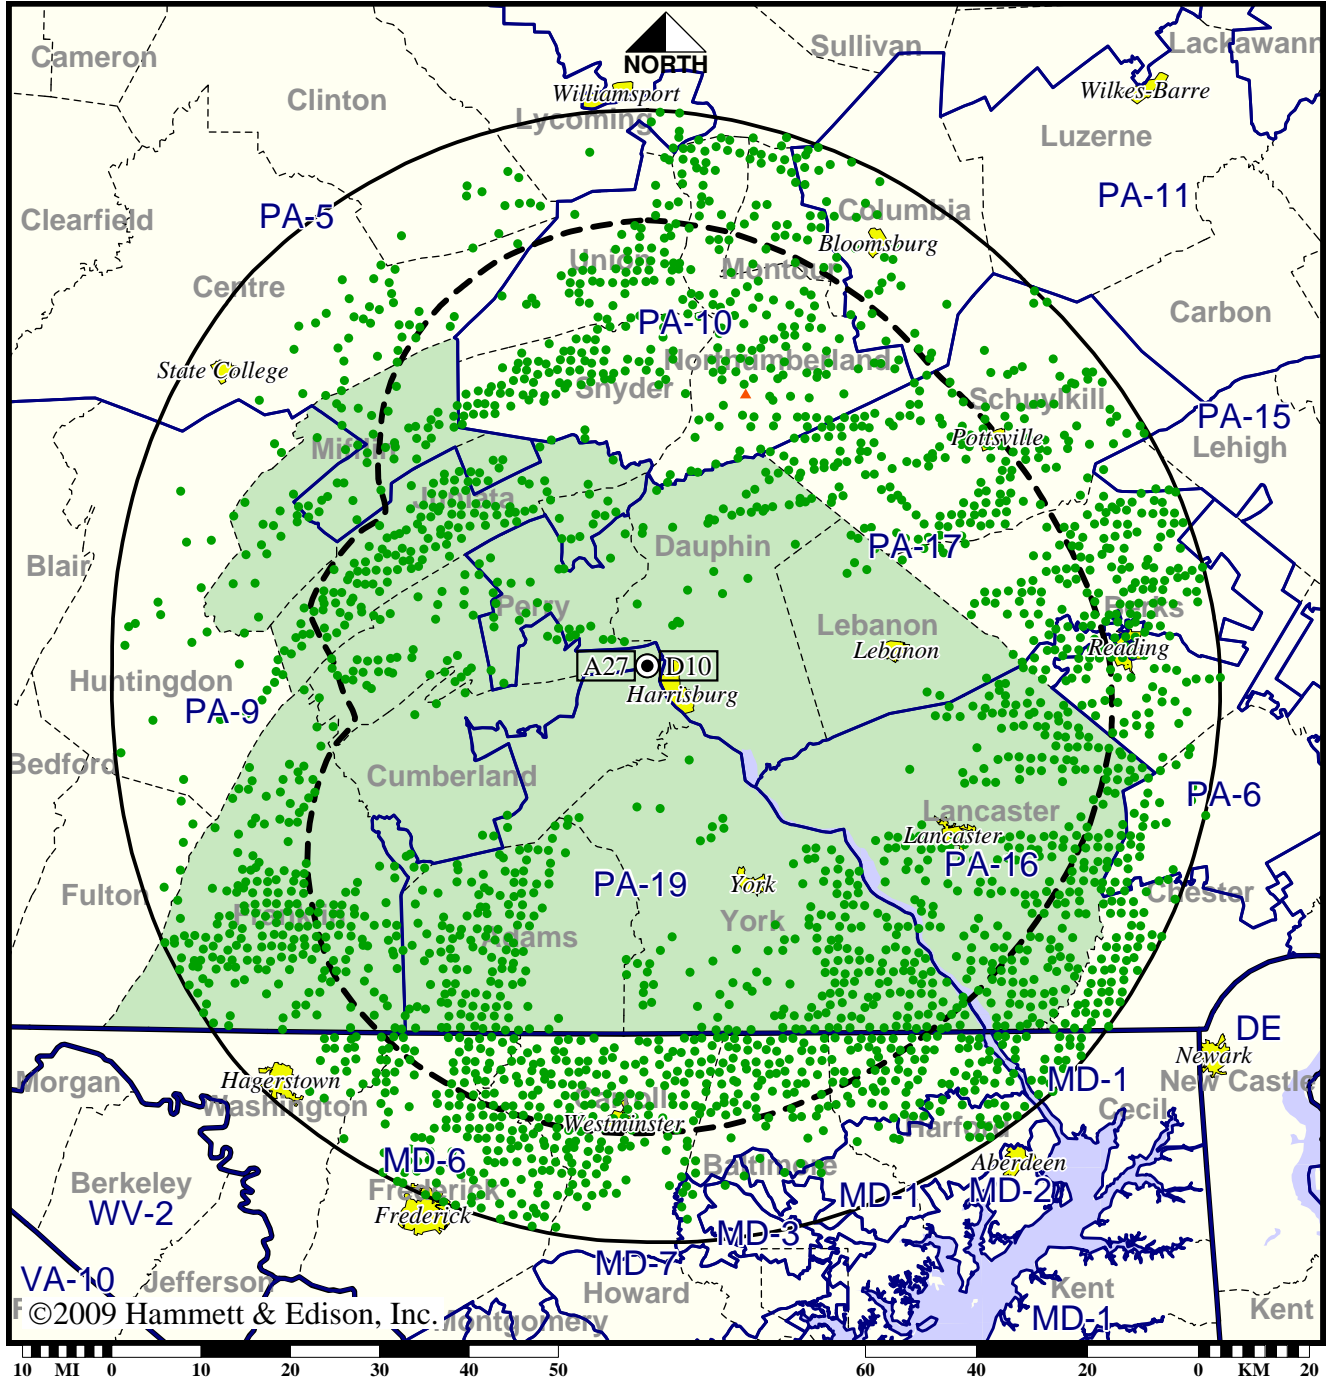 Cameron
Clinton
NORTH
Sullivan
Lackawann
Williamsport
Wilkes-Barre
Lycoming
Luzerne
PA-5
PA-11
Clearfield
Columbia
Bloomsburg
Union
Montour
Centre
Carbon
PA-10
State College
Northumberland
Snyder
Schuylkill
PA-15
Pottsville
Lehigh
Mifflin
Juniata
Dauphin
PA-17
Blair
Perry
Berks
Lebanon
Lebanon
Reading
A27
D10
Harrisburg
Huntingdon
PA-9
Bedford
Cumberland
PA-6
Lancaster
Lancaster
PA-16
PA-19
York
York
Fulton
Chester
Franklin
Adams
DE
Newark
New Castle
Morgan
Hagerstown
Washington
MD-1
Cecil
Carroll
Westminster
Harford
MD-6
Baltimore
Aberdeen
Berkeley
WV-2
Frederick
Frederick
MD-1
MD-2
MD-3
MD-7
VA-10
Jefferson
Howard
Kent
MD-1
Kent
©2009 Hammett & Edison, Inc.
Montgomery
10 MI 0 10 20 30 40 50 60 40 20 0 KM 20